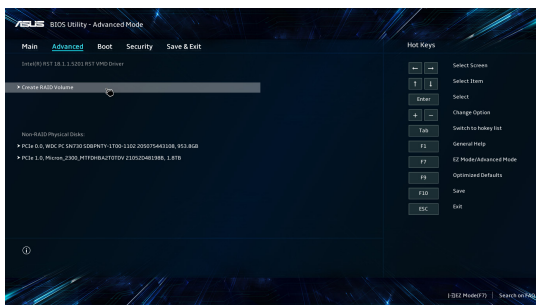 ASUS BIOS Utility - Advanced Mode
Main Advanced Boot Security Save & Exit
Hot Keys
Intel(R) RST 18.1.1.5201 RST VMD Driver
Create RAID Volume
Non-RAID Physical Disks:
PCIe 0.0, WDC PC SN730 SDBPNTY-1T00-1102 205075443108, 953.8GB
PCIe 1.0, Micron_2300_MTFDHBA2T0TDV 21052D4B198B, 1.8TB
← → Select Screen
↑ ↓ Select Item
Enter Select
+ − Change Option
Tab Switch to hokey list
F1 General Help
F7 EZ Mode/Advanced Mode
F9 Optimized Defaults
F10 Save
ESC Exit
EZ Mode(F7) | Search on FAQ